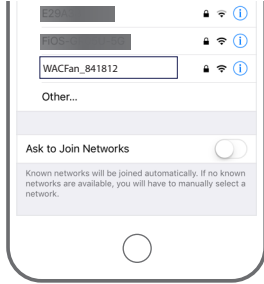 WACFan_841812
Other...
Ask to Join Networks
Known networks will be joined automatically. If no known
networks are available, you will have to manually select a
network.